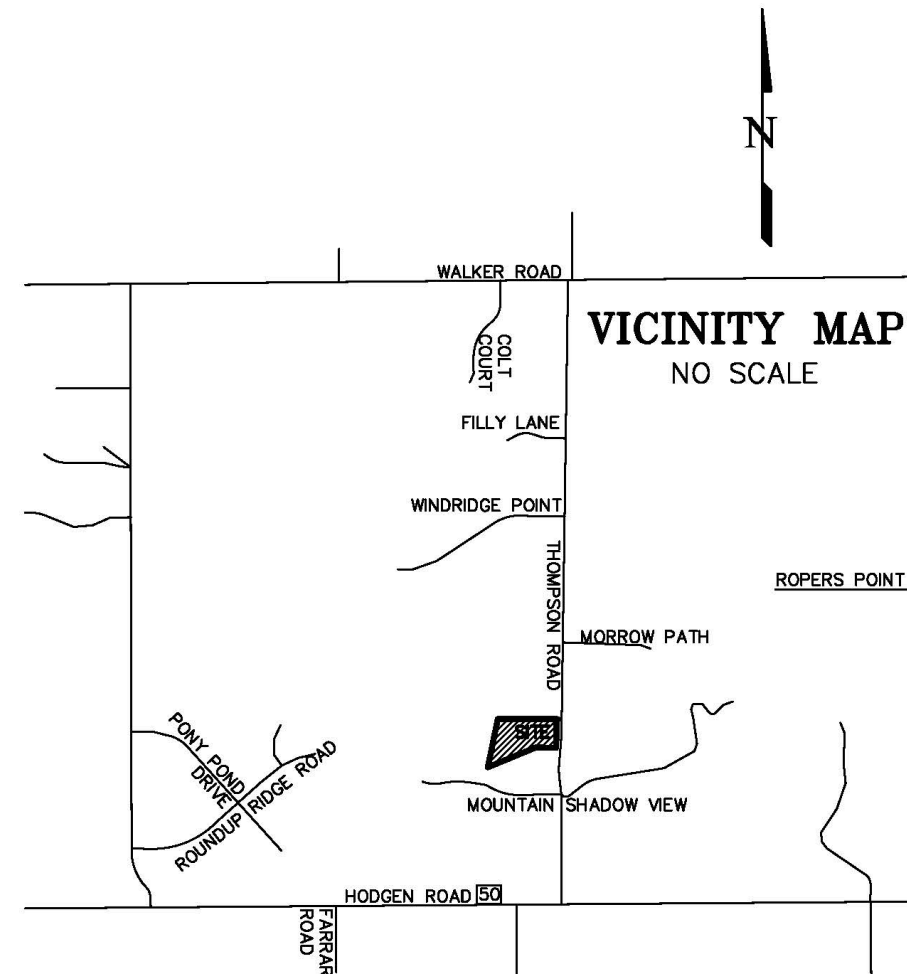 N
WALKER ROAD
VICINITY MAP
NO SCALE
COLT
COURT
FILLY LANE
WINDRIDGE POINT
THOMPSON ROAD
ROPERS POINT
MORROW PATH
SITE
PONY POND
DRIVE
ROUNDUP RIDGE ROAD
MOUNTAIN SHADOW VIEW
HODGEN ROAD 50
FARRAR
ROAD